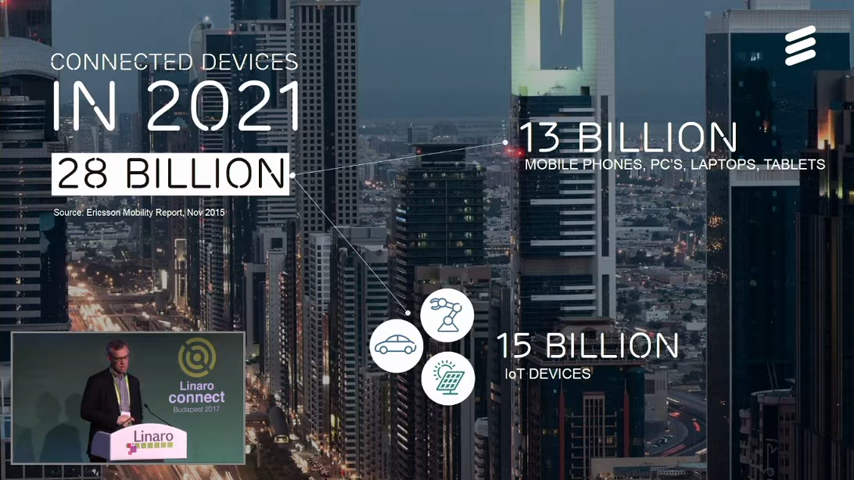 CONNECTED DEVICES
IN 2021
28 BILLION
Source: Ericsson Mobility Report, Nov 2015
13 BILLION
MOBILE PHONES, PC'S, LAPTOPS, TABLETS
15 BILLION
IoT DEVICES
Linaro
connect
Budapest 2017
Linaro